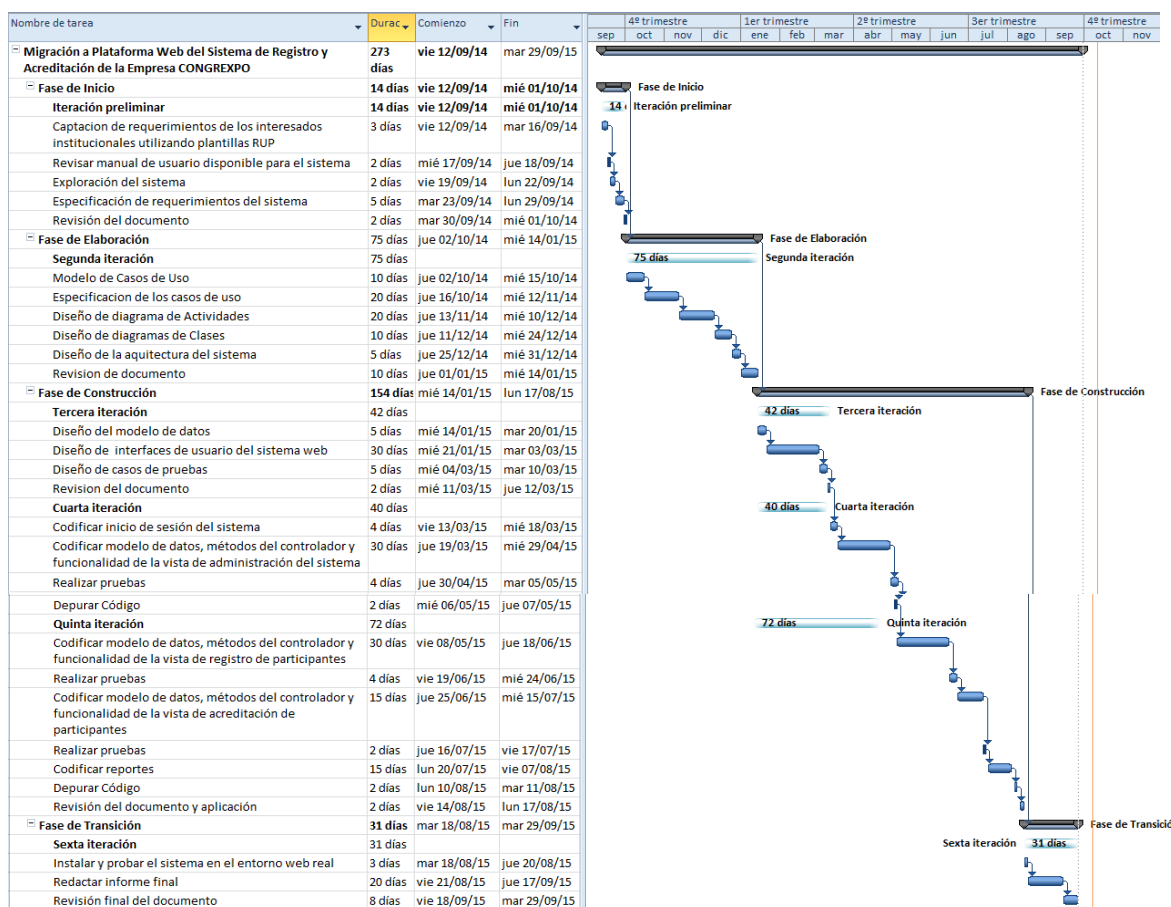 Nombre de tarea Durac Comienzo Fin
4º trimestre 1er trimestre 2º trimestre 3er trimestre 4º trimestre
sep oct nov dic ene feb mar abr may jun jul ago sep oct nov
Migración a Plataforma Web del Sistema de Registro y 273 vie 12/09/14 mar 29/09/15
Acreditación de la Empresa CONGREXPO días
Fase de Inicio 14 días vie 12/09/14 mié 01/10/14 Fase de Inicio
Iteración preliminar 14 días vie 12/09/14 mié 01/10/14 14 Iteración preliminar
Captacion de requerimientos de los interesados 3 días vie 12/09/14 mar 16/09/14
institucionales utilizando plantillas RUP
Revisar manual de usuario disponible para el sistema 2 días mié 17/09/14 jue 18/09/14
Exploración del sistema 2 días vie 19/09/14 lun 22/09/14
Especificación de requerimientos del sistema 5 días mar 23/09/14 lun 29/09/14
Revisión del documento 2 días mar 30/09/14 mié 01/10/14
Fase de Elaboración 75 días jue 02/10/14 mié 14/01/15 Fase de Elaboración
Segunda iteración 75 días 75 días Segunda iteración
Modelo de Casos de Uso 10 días jue 02/10/14 mié 15/10/14
Especificacion de los casos de uso 20 días jue 16/10/14 mié 12/11/14
Diseño de diagrama de Actividades 20 días jue 13/11/14 mié 10/12/14
Diseño de diagramas de Clases 10 días jue 11/12/14 mié 24/12/14
Diseño de la aquitectura del sistema 5 días jue 25/12/14 mié 31/12/14
Revision de documento 10 días jue 01/01/15 mié 14/01/15
Fase de Construcción 154 días mié 14/01/15 lun 17/08/15 Fase de Construcción
Tercera iteración 42 días 42 días Tercera iteración
Diseño del modelo de datos 5 días mié 14/01/15 mar 20/01/15
Diseño de interfaces de usuario del sistema web 30 días mié 21/01/15 mar 03/03/15
Diseño de casos de pruebas 5 días mié 04/03/15 mar 10/03/15
Revision del documento 2 días mié 11/03/15 jue 12/03/15
Cuarta iteración 40 días 40 días Cuarta iteración
Codificar inicio de sesión del sistema 4 días vie 13/03/15 mié 18/03/15
Codificar modelo de datos, métodos del controlador y 30 días jue 19/03/15 mié 29/04/15
funcionalidad de la vista de administración del sistema
Realizar pruebas 4 días jue 30/04/15 mar 05/05/15
Depurar Código 2 días mié 06/05/15 jue 07/05/15
Quinta iteración 72 días 72 días Quinta iteración
Codificar modelo de datos, métodos del controlador y 30 días vie 08/05/15 jue 18/06/15
funcionalidad de la vista de registro de participantes
Realizar pruebas 4 días vie 19/06/15 mié 24/06/15
Codificar modelo de datos, métodos del controlador y 15 días jue 25/06/15 mié 15/07/15
funcionalidad de la vista de acreditación de
participantes
Realizar pruebas 2 días jue 16/07/15 vie 17/07/15
Codificar reportes 15 días lun 20/07/15 vie 07/08/15
Depurar Código 2 días lun 10/08/15 mar 11/08/15
Revisión del documento y aplicación 2 días vie 14/08/15 lun 17/08/15
Fase de Transición 31 días mar 18/08/15 mar 29/09/15 Fase de Transició
Sexta iteración 31 días Sexta iteración 31 días
Instalar y probar el sistema en el entorno web real 3 días mar 18/08/15 jue 20/08/15
Redactar informe final 20 días vie 21/08/15 jue 17/09/15
Revisión final del documento 8 días vie 18/09/15 mar 29/09/15